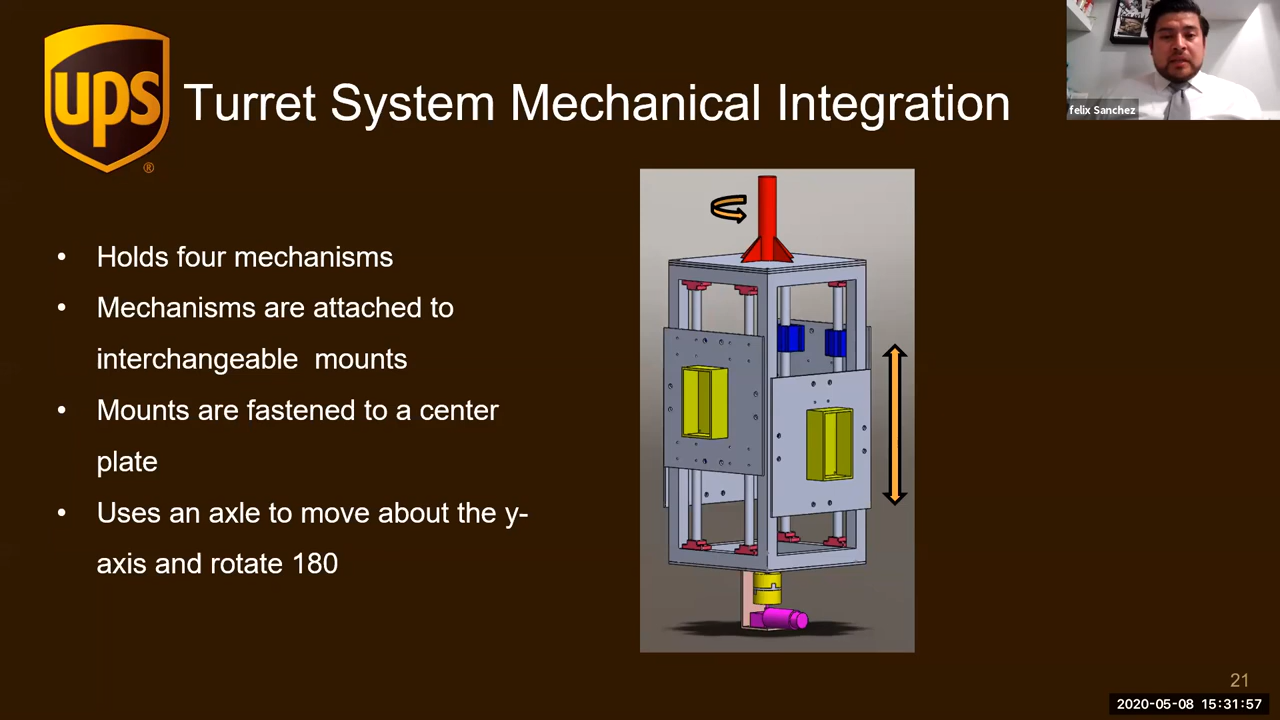 ups
®
Turret System Mechanical Integration
felix Sanchez
• Holds four mechanisms
• Mechanisms are attached to
interchangeable  mounts
• Mounts are fastened to a center
plate
• Uses an axle to move about the y-
axis and rotate 180
21
2020-05-08 15:31:57